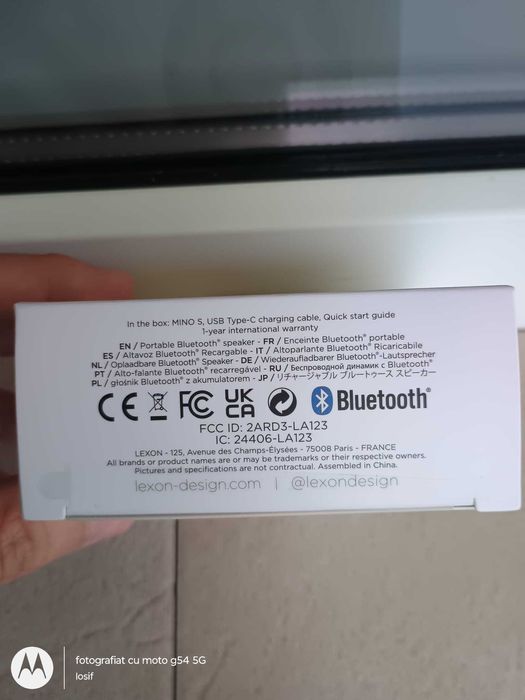 In the box: MINO S, USB Type-C charging cable, Quick start guide
1-year international warranty
EN / Portable Bluetooth® speaker - FR / Enceinte Bluetooth® portable
ES / Altavoz Bluetooth® Recargable - IT / Altoparlante Bluetooth® Ricaricabile
NL / Oplaadbare Bluetooth® Speaker - DE / Wiederaufladbarer Bluetooth®-Lautsprecher
PT / Alto-falante Bluetooth® recarregável - RU / Беспроводной динамик с Bluetooth®
PL / głośnik Bluetooth® z akumulatorem - JP / リチャージャブル ブルートゥース スピーカー
CE FC UK CA Bluetooth®
FCC ID: 2ARD3-LA123
IC: 24406-LA123
LEXON - 125, Avenue des Champs-Élysées - 75008 Paris - FRANCE
All brands or product names are or may be trademarks or their respective owners.
Pictures and specifications are not contractual. Assembled in China.
lexon-design.com | @lexondesign
fotografiat cu moto g54 5G
Iosif